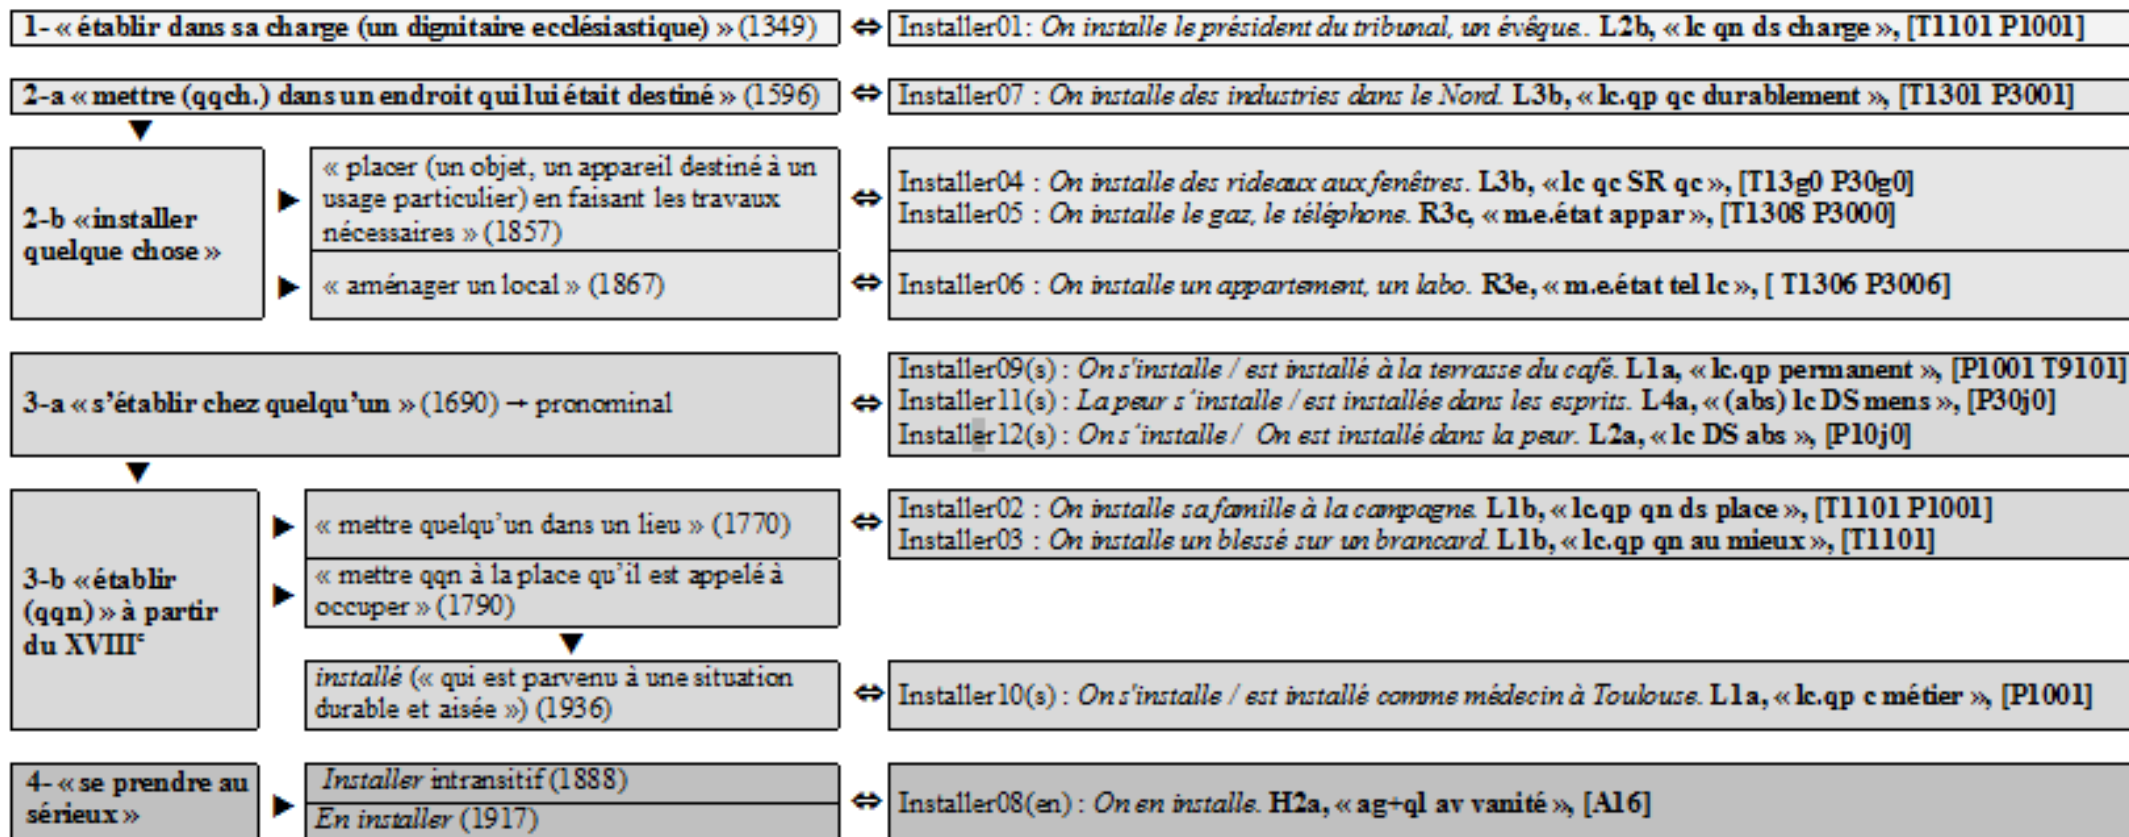 1- « établir dans sa charge (un dignitaire ecclésiastique) » (1349) ⇔ Installer01: On installe le président du tribunal, un évêque.. L2b, « lc qn ds charge », [T1101 P1001]
2-a « mettre (qqch.) dans un endroit qui lui était destiné » (1596) ⇔ Installer07 : On installe des industries dans le Nord. L3b, « lc.qp qc durablement », [T1301 P3001]
▼
2-b « installer
quelque chose »
▶ « placer (un objet, un appareil destiné à un
usage particulier) en faisant les travaux
nécessaires » (1857)
⇔ Installer04 : On installe des rideaux aux fenêtres. L3b, « lc qc SR qc », [T13g0 P30g0]
Installer05 : On installe le gaz, le téléphone. R3c, « m.e.état appar », [T1308 P3000]
▶ « aménager un local » (1867) ⇔ Installer06 : On installe un appartement, un labo. R3e, « m.e.état tel lc », [ T1306 P3006]
3-a « s'établir chez quelqu'un » (1690) → pronominal
⇔ Installer09(s) : On s'installe / est installé à la terrasse du café. L1a, « lc.qp permanent », [P1001 T9101]
Installer11(s) : La peur s'installe / est installée dans les esprits. L4a, « (abs) lc DS mens », [P30j0]
Installer12(s) : On s'installe / On est installé dans la peur. L2a, « lc DS abs », [P10j0]
▼
3-b « établir
(qqn) » à partir
du XVIIIᵉ
▶ « mettre quelqu'un dans un lieu » (1770)
⇔ Installer02 : On installe sa famille à la campagne. L1b, « lc.qp qn ds place », [T1101 P1001]
Installer03 : On installe un blessé sur un brancard. L1b, « lc.qp qn au mieux », [T1101]
▶ « mettre qqn à la place qu'il est appelé à
occuper » (1790)
▼
installé (« qui est parvenu à une situation
durable et aisée ») (1936)
⇔ Installer10(s) : On s'installe / est installé comme médecin à Toulouse. L1a, « lc.qp c métier », [P1001]
4- « se prendre au
sérieux »
▶ Installer intransitif (1888)
En installer (1917)
⇔ Installer08(en) : On en installe. H2a, « ag+ql av vanité », [A16]